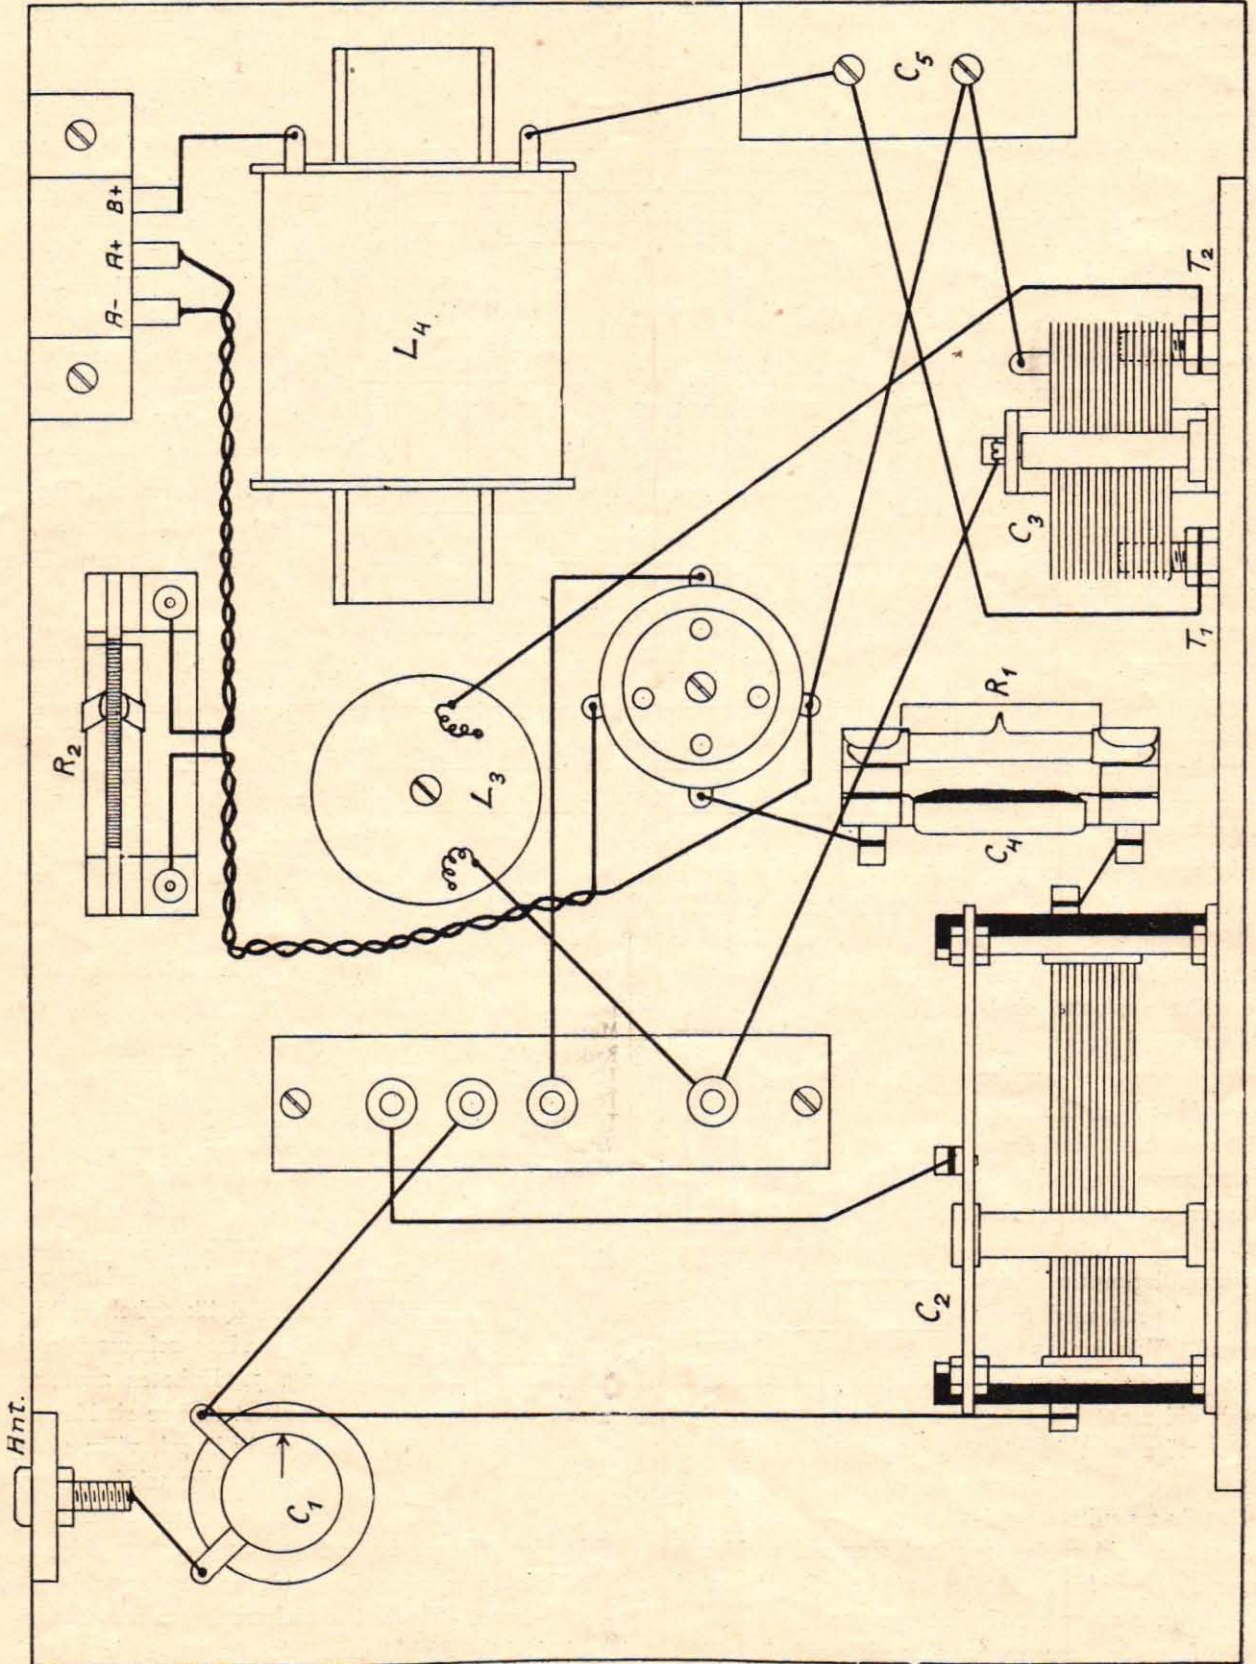 Ant.
A-
A+
B+
R₂
L₄
C₅
L₃
T₂
C₃
T₁
R₁
C₄
C₂
C₁